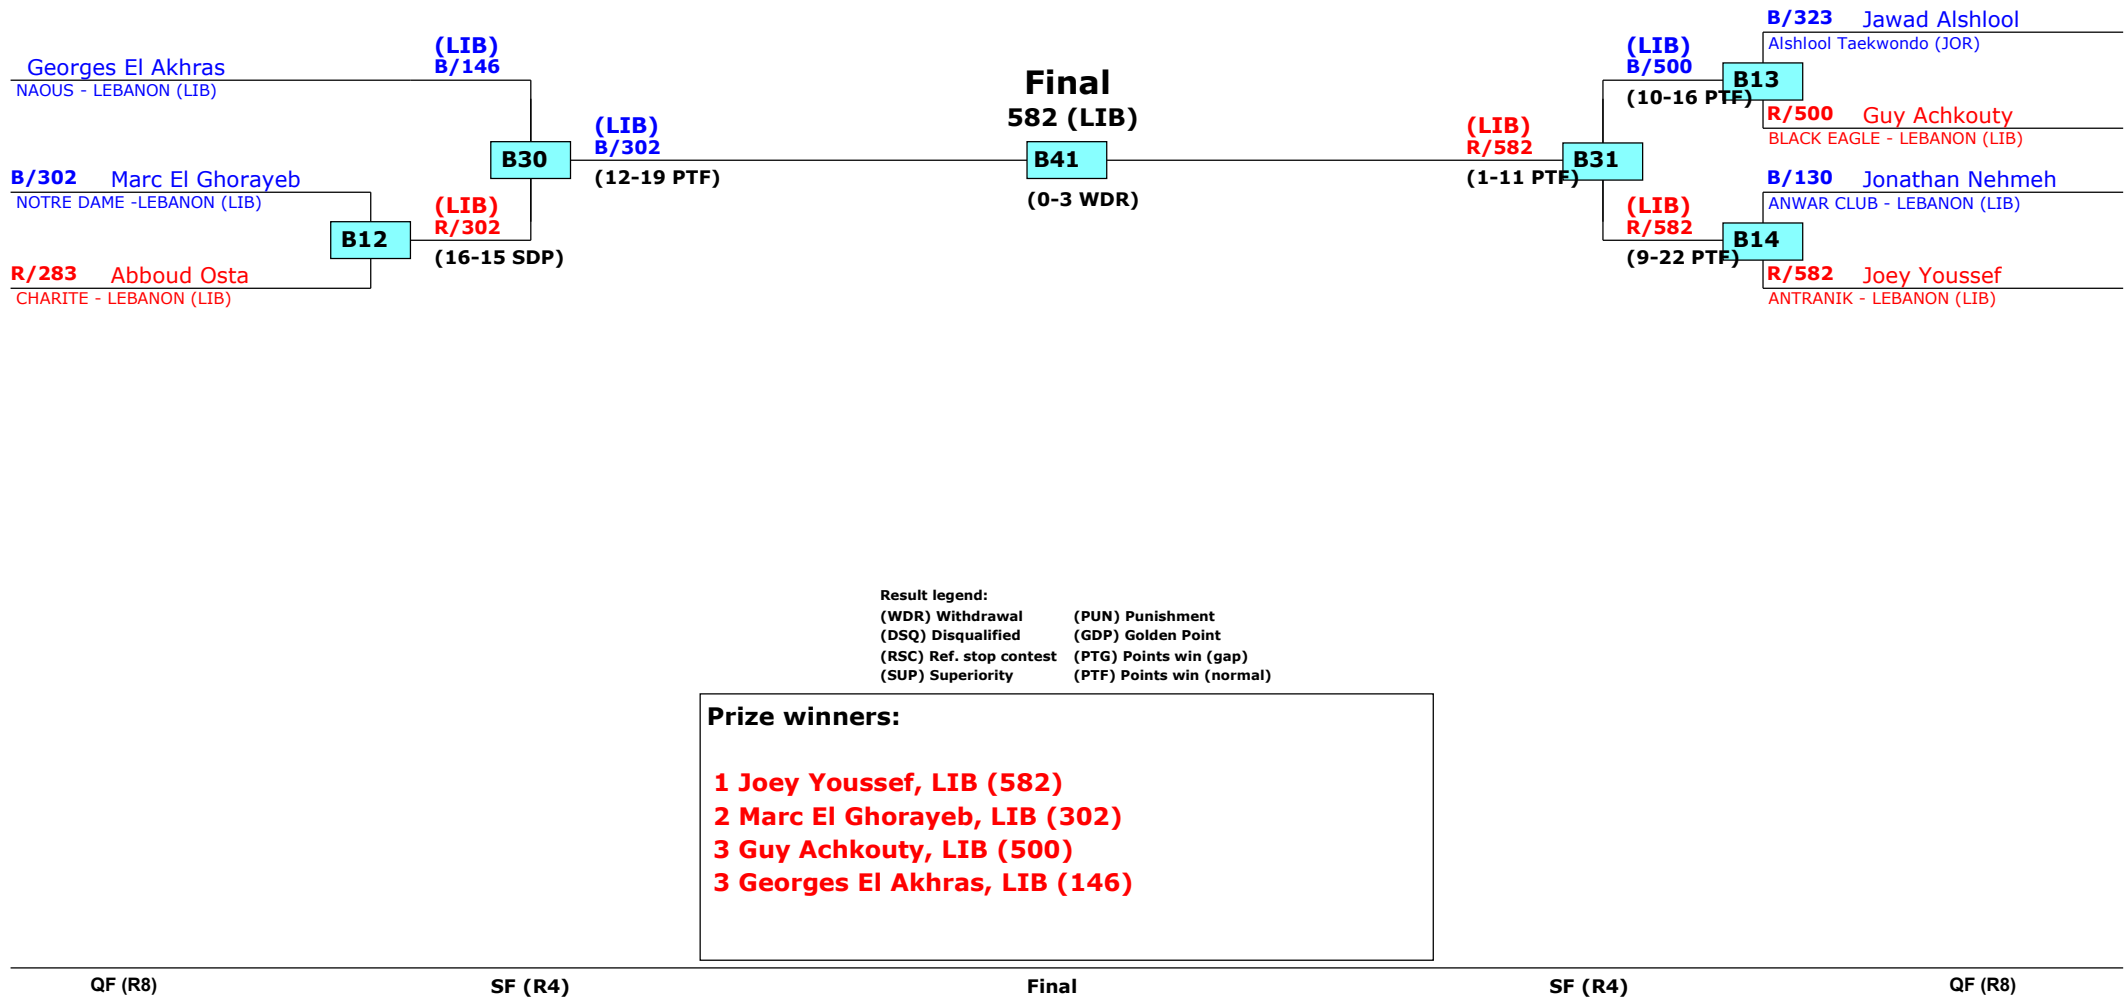 (LIB)
Georges El Akhras B/146
NAOUS - LEBANON (LIB)
B/302 Marc El Ghorayeb
NOTRE DAME -LEBANON (LIB)
B12
R/283 Abboud Osta
CHARITE - LEBANON (LIB)
(LIB)
R/302
(16-15 SDP)
B30
(LIB)
B/302
(12-19 PTF)
Final
582 (LIB)
B41
(0-3 WDR)
(LIB)
R/582
(1-11 PTF)
B31
(LIB)
B/500
(10-16 PTF)
B13
B/323 Jawad Alshlool
Alshlool Taekwondo (JOR)
R/500 Guy Achkouty
BLACK EAGLE - LEBANON (LIB)
B/130 Jonathan Nehmeh
ANWAR CLUB - LEBANON (LIB)
(LIB)
R/582
(9-22 PTF)
B14
R/582 Joey Youssef
ANTRANIK - LEBANON (LIB)
Result legend:
(WDR) Withdrawal (PUN) Punishment
(DSQ) Disqualified (GDP) Golden Point
(RSC) Ref. stop contest (PTG) Points win (gap)
(SUP) Superiority (PTF) Points win (normal)
Prize winners:
1 Joey Youssef, LIB (582)
2 Marc El Ghorayeb, LIB (302)
3 Guy Achkouty, LIB (500)
3 Georges El Akhras, LIB (146)
QF (R8) SF (R4) Final SF (R4) QF (R8)